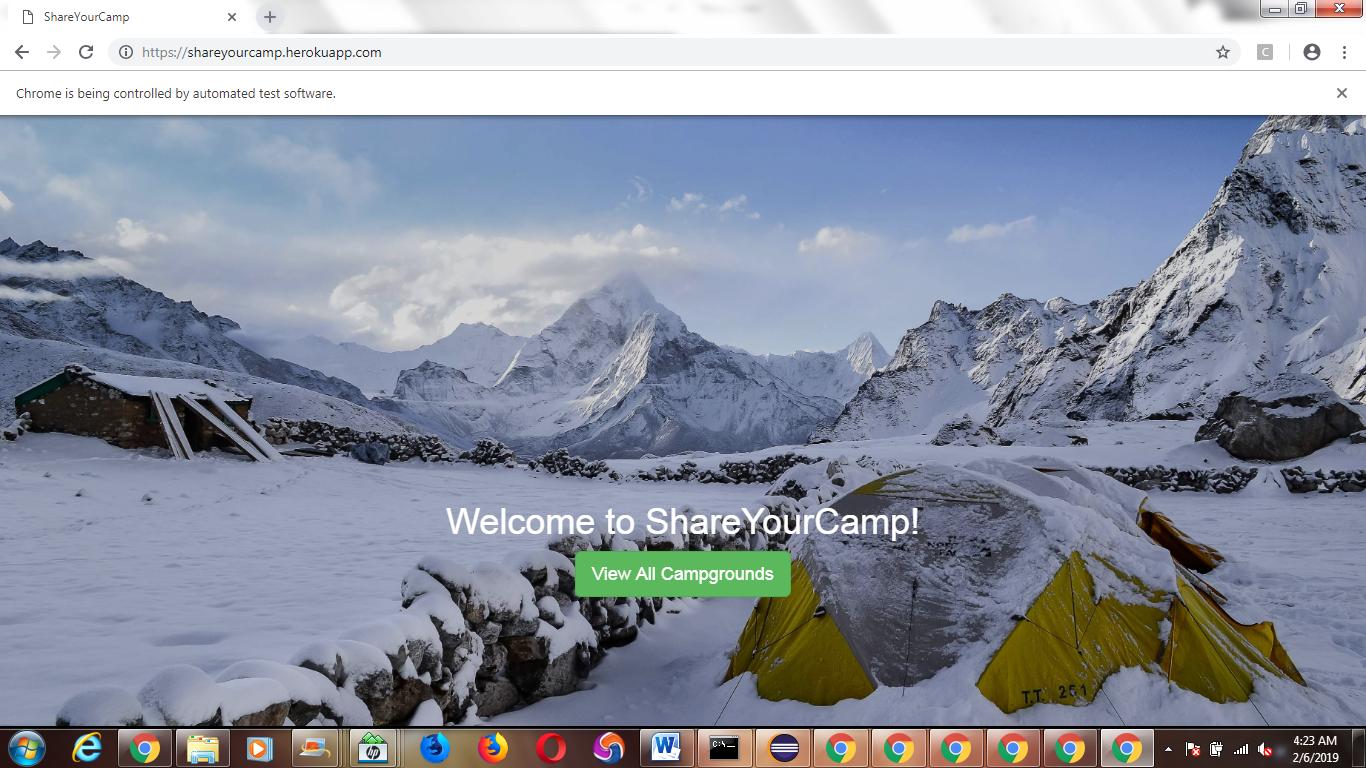 ShareYourCamp
https://shareyourcamp.herokuapp.com
C
Chrome is being controlled by automated test software.
Welcome to ShareYourCamp!
View All Campgrounds
T.T. 251
hp
W
C:\
4:23 AM
2/6/2019